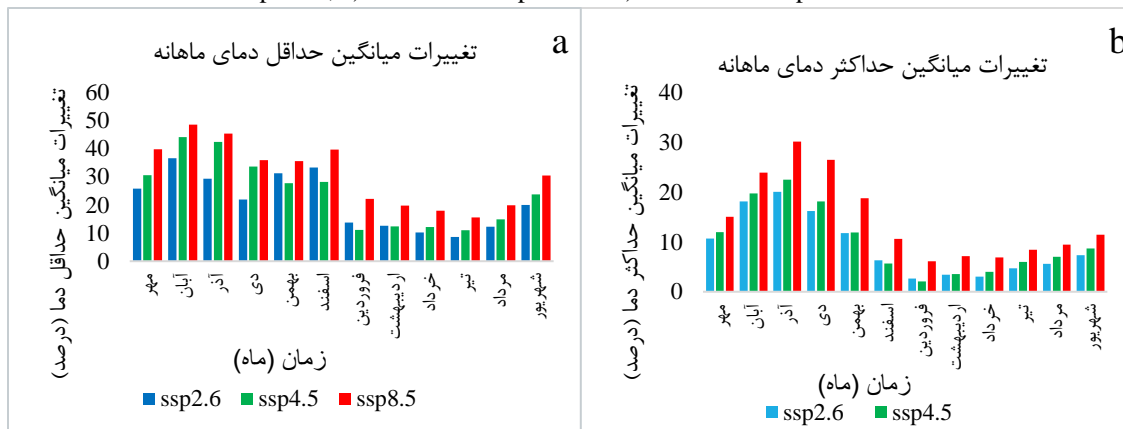 a
تغییرات میانگین حداقل دمای ماهانه
تغییرات میانگین حداقل دما (درصد)
60
50
40
30
20
10
0
مهر
آبان
آذر
دی
بهمن
اسفند
فروردین
اردیبهشت
خرداد
تیر
مرداد
شهریور
زمان (ماه)
ssp2.6 ssp4.5 ssp8.5
b
تغییرات میانگین حداکثر دمای ماهانه
تغییرات میانگین حداکثر دما (درصد)
40
30
20
10
0
مهر
آبان
آذر
دی
بهمن
اسفند
فروردین
اردیبهشت
خرداد
تیر
مرداد
شهریور
زمان (ماه)
ssp2.6 ssp4.5